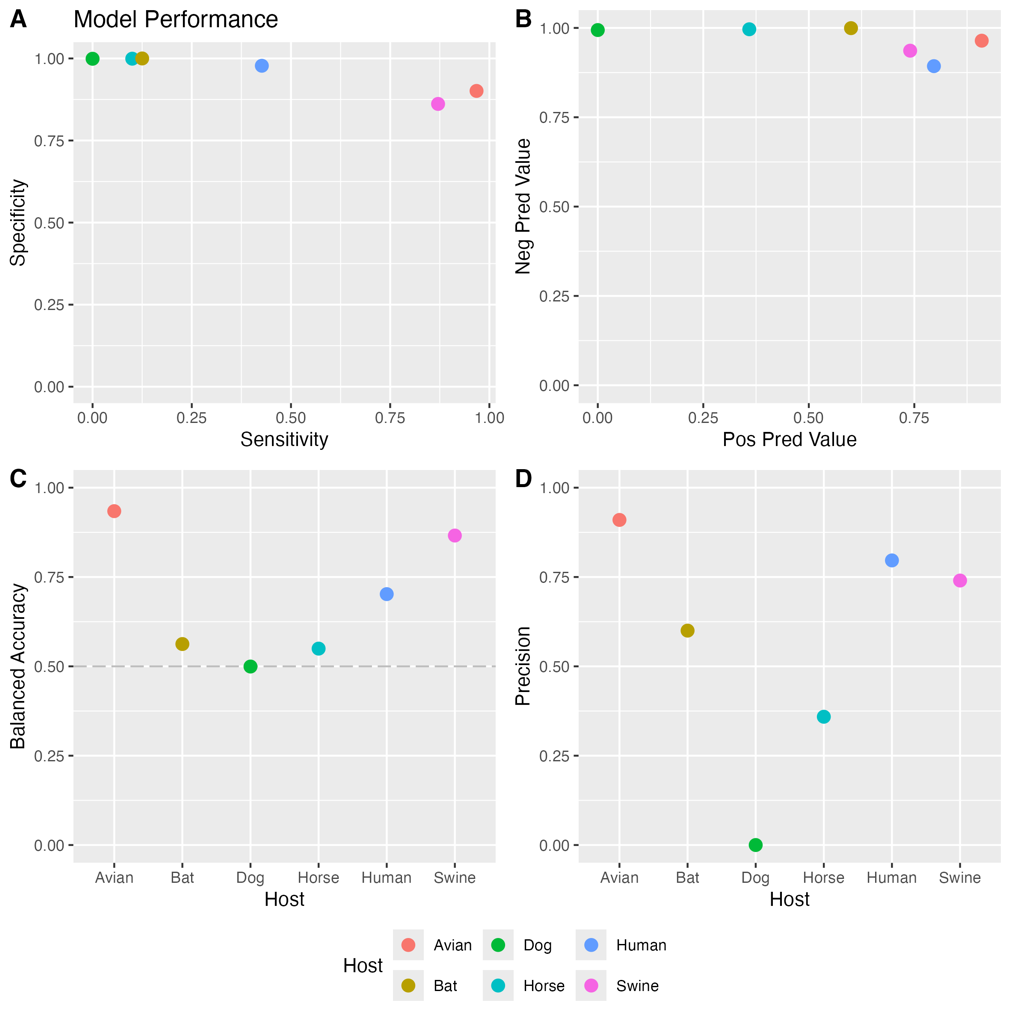 A Model Performance
1.00
0.75
0.50
0.25
0.00
Specificity
0.00 0.25 0.50 0.75 1.00
Sensitivity
B
1.00
0.75
0.50
0.25
0.00
Neg Pred Value
0.00 0.25 0.50 0.75
Pos Pred Value
C
1.00
0.75
0.50
0.25
0.00
Balanced Accuracy
Avian Bat Dog Horse Human Swine
Host
D
1.00
0.75
0.50
0.25
0.00
Precision
Avian Bat Dog Horse Human Swine
Host
Host
Avian Dog Human
Bat Horse Swine